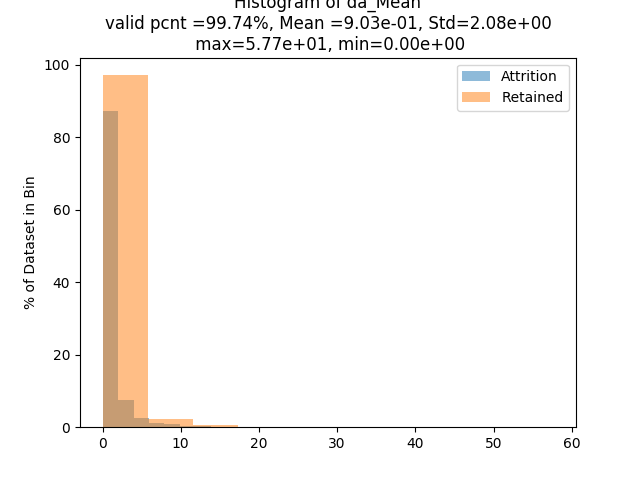 Histogram of da_Mean
valid pcnt =99.74%, Mean =9.03e-01, Std=2.08e+00
max=5.77e+01, min=0.00e+00
Attrition
Retained
% of Dataset in Bin
100
80
60
40
20
0
0 10 20 30 40 50 60